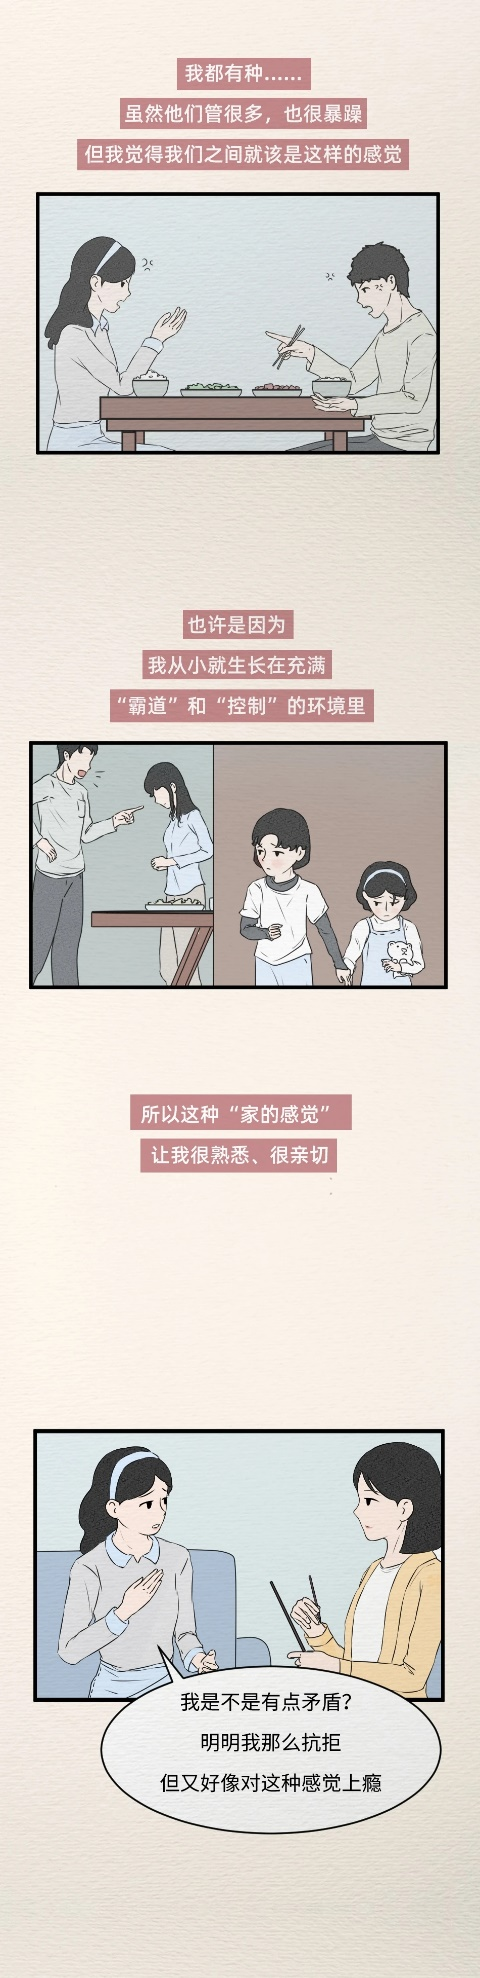 我都有种……
虽然他们管很多，也很暴躁
但我觉得我们之间就该是这样的感觉
也许是因为
我从小就生长在充满
“霸道”和“控制”的环境里
所以这种“家的感觉”
让我很熟悉、很亲切
我是不是有点矛盾？
明明我那么抗拒
但又好像对这种感觉上瘾